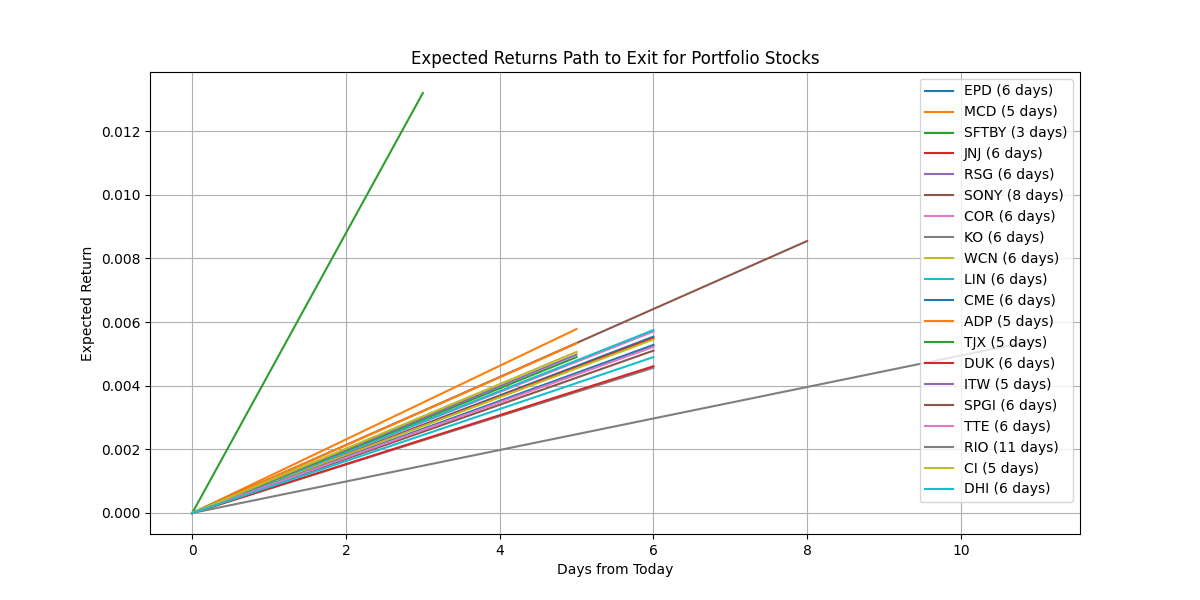 Expected Returns Path to Exit for Portfolio Stocks
Expected Return
0.012
0.010
0.008
0.006
0.004
0.002
0.000
0
2
4
6
8
10
Days from Today
EPD (6 days)
MCD (5 days)
SFTBY (3 days)
JNJ (6 days)
RSG (6 days)
SONY (8 days)
COR (6 days)
KO (6 days)
WCN (6 days)
LIN (6 days)
CME (6 days)
ADP (5 days)
TJX (5 days)
DUK (6 days)
ITW (5 days)
SPGI (6 days)
TTE (6 days)
RIO (11 days)
CI (5 days)
DHI (6 days)